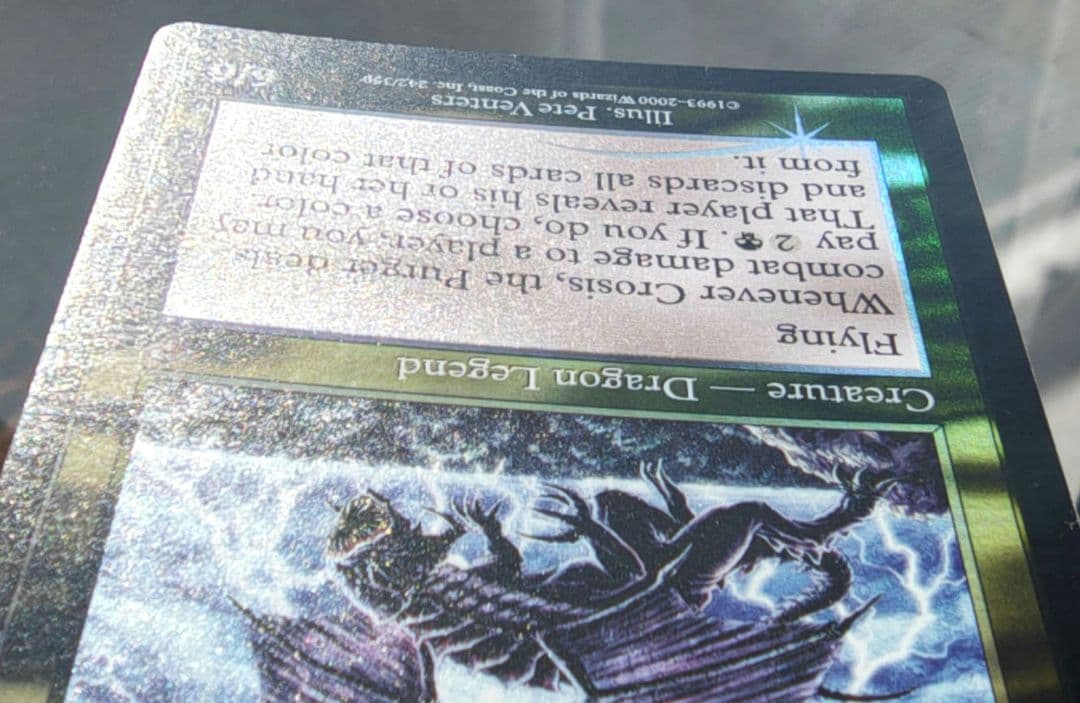 Creature — Dragon Legend
Flying
Whenever Crosis, the Purger deals
combat damage to a player, you may
pay 2. If you do, choose a color.
That player reveals his or her hand
and discards all cards of that color
from it.
Illus. Pete Venters
©1993–2000 Wizards of the Coast, Inc. 242/350
6/6